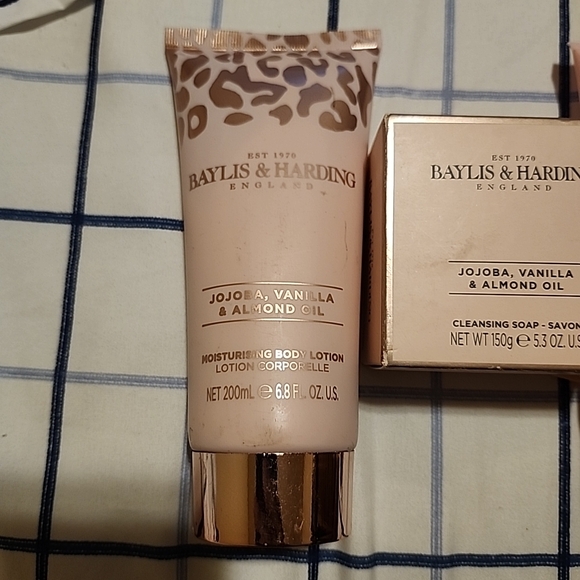 EST 1970
BAYLIS & HARDING
ENGLAND
JOJOBA, VANILLA
& ALMOND OIL
MOISTURISING BODY LOTION
LOTION CORPORELLE
NET 200mL e 6.8 FL. OZ. U.S.
EST 1970
BAYLIS & HARDIN
ENGLAND
JOJOBA, VANILLA
& ALMOND OIL
CLEANSING SOAP - SAVON
NET WT 150g e 5.3 OZ. U.S